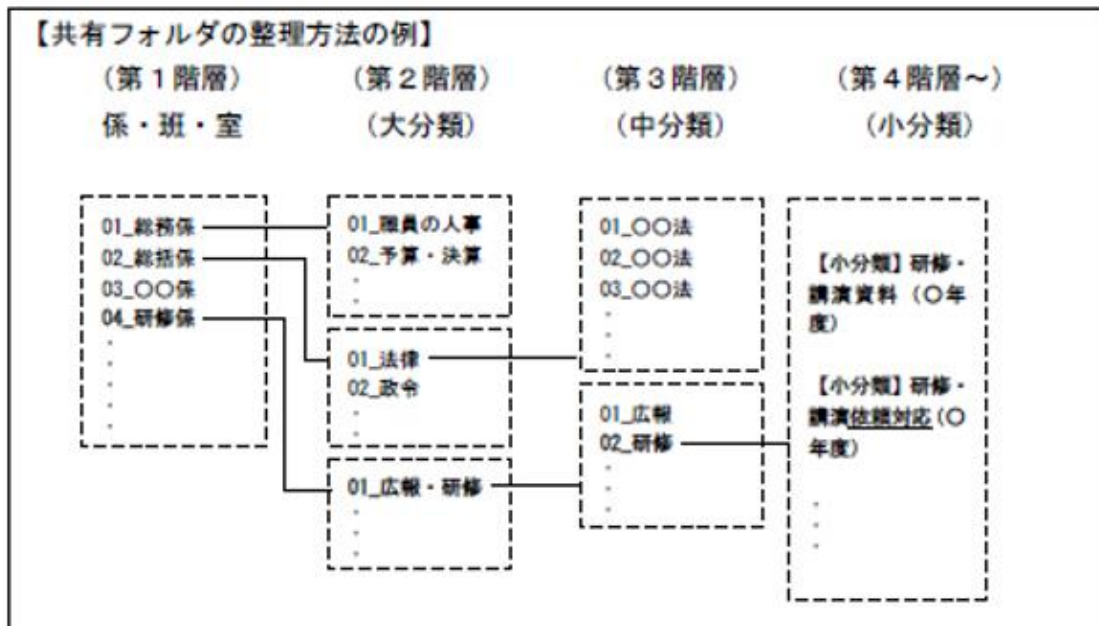 【共有フォルダの整理方法の例】
（第１階層）
係・班・室
（第２階層）
（大分類）
（第３階層）
（中分類）
（第４階層～）
（小分類）
01_総務係
02_総括係
03_〇〇係
04_研修係
・
・
・
・
01_職員の人事
02_予算・決算
・
・
01_法律
02_政令
・
・
01_広報・研修
・
・
・
01_〇〇法
02_〇〇法
03_〇〇法
・
・
・
01_広報
02_研修
・
・
・
【小分類】研修・
講演資料（〇年
度）
【小分類】研修・
講演依頼対応（〇
年度）
・
・
・